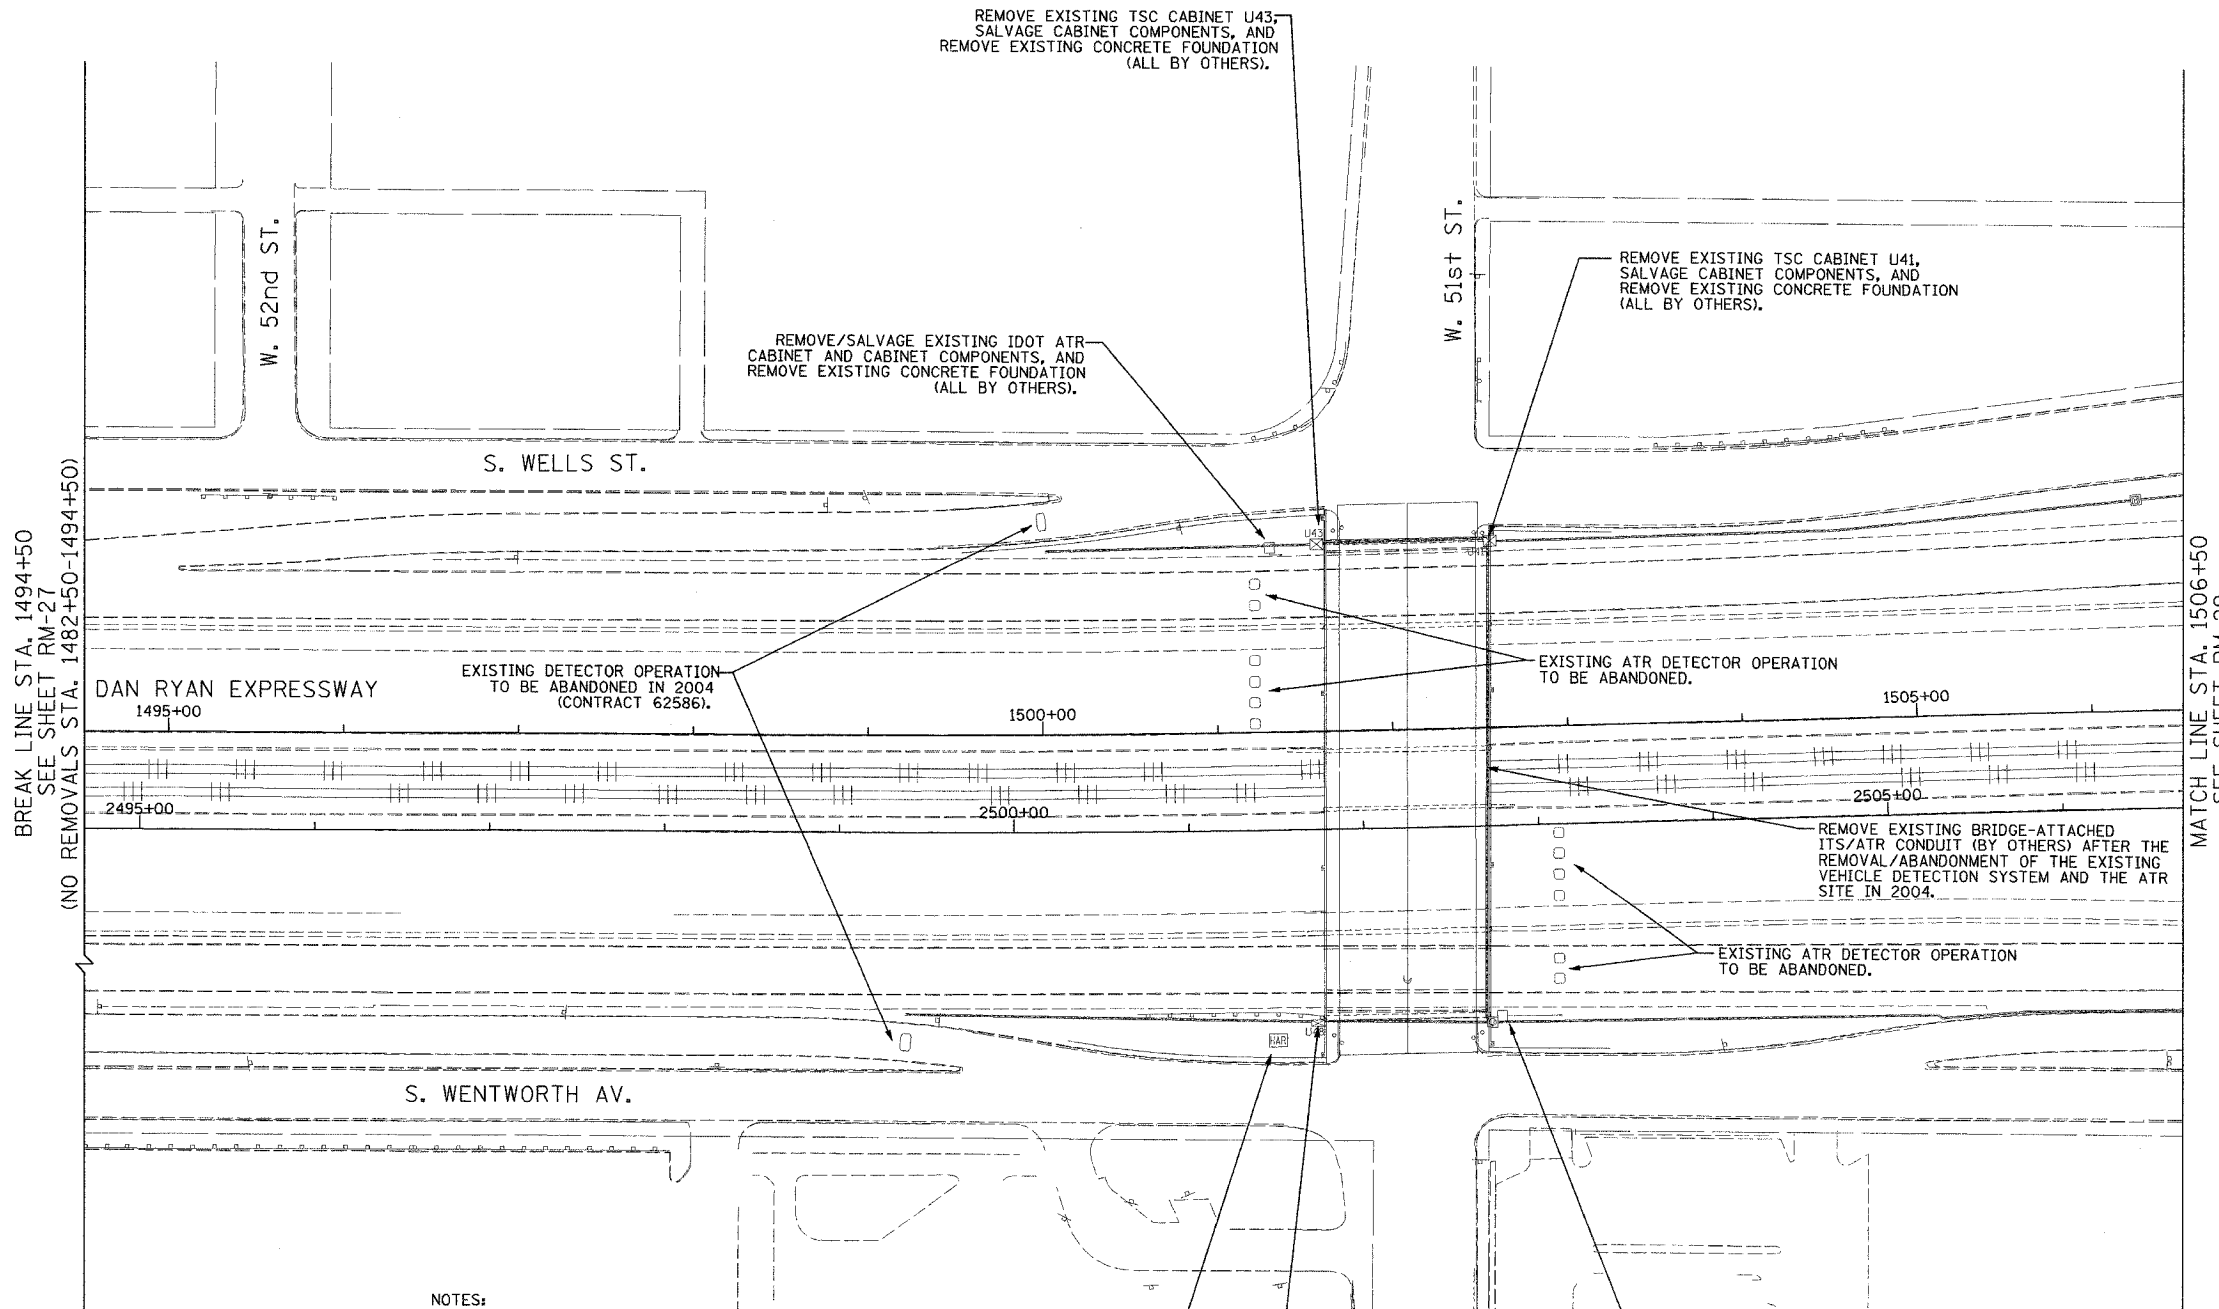 REMOVE EXISTING TSC CABINET U43,
SALVAGE CABINET COMPONENTS, AND
REMOVE EXISTING CONCRETE FOUNDATION
(ALL BY OTHERS).
W. 52nd ST.
W. 51st ST.
REMOVE EXISTING TSC CABINET U41,
SALVAGE CABINET COMPONENTS, AND
REMOVE EXISTING CONCRETE FOUNDATION
(ALL BY OTHERS).
REMOVE/SALVAGE EXISTING IDOT ATR
CABINET AND CABINET COMPONENTS, AND
REMOVE EXISTING CONCRETE FOUNDATION
(ALL BY OTHERS).
S. WELLS ST.
U43
U41
BREAK LINE STA. 1494+50
SEE SHEET RM-27
(NO REMOVALS STA. 1482+50-1494+50)
EXISTING DETECTOR OPERATION
TO BE ABANDONED IN 2004
(CONTRACT 62586).
EXISTING ATR DETECTOR OPERATION
TO BE ABANDONED.
DAN RYAN EXPRESSWAY
1495+00
1500+00
1505+00
2495+00
2500+00
2505+00
MATCH LINE STA. 1506+50
SEE SHEET
REMOVE EXISTING BRIDGE-ATTACHED
ITS/ATR CONDUIT (BY OTHERS) AFTER THE
REMOVAL/ABANDONMENT OF THE EXISTING
VEHICLE DETECTION SYSTEM AND THE ATR
SITE IN 2004.
EXISTING ATR DETECTOR OPERATION
TO BE ABANDONED.
HAR
S. WENTWORTH AV.
NOTES: